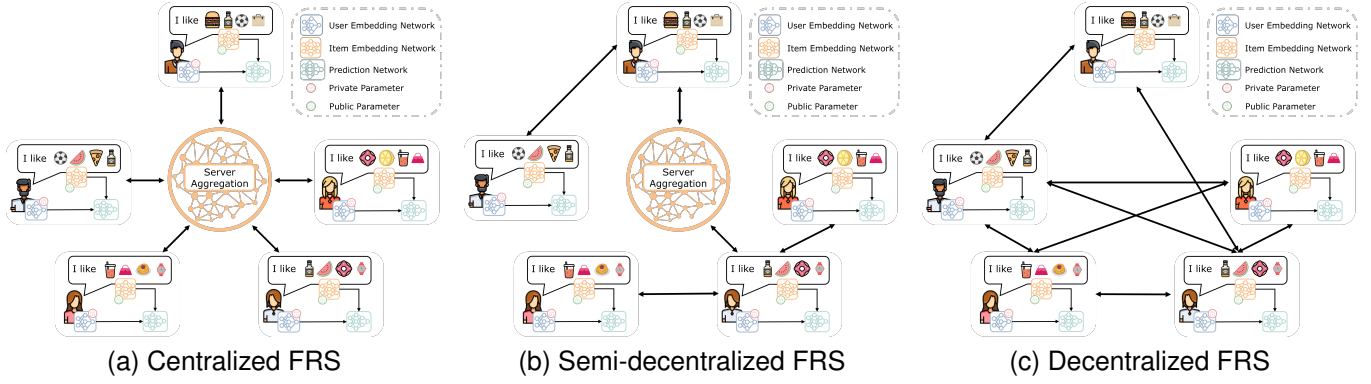 I like
User Embedding Network
Item Embedding Network
Prediction Network
Private Parameter
Public Parameter
I like
Server
Aggregation
I like
I like
I like
(a) Centralized FRS
I like
User Embedding Network
Item Embedding Network
Prediction Network
Private Parameter
Public Parameter
I like
Server
Aggregation
I like
I like
I like
(b) Semi-decentralized FRS
I like
User Embedding Network
Item Embedding Network
Prediction Network
Private Parameter
Public Parameter
I like
I like
I like
I like
(c) Decentralized FRS